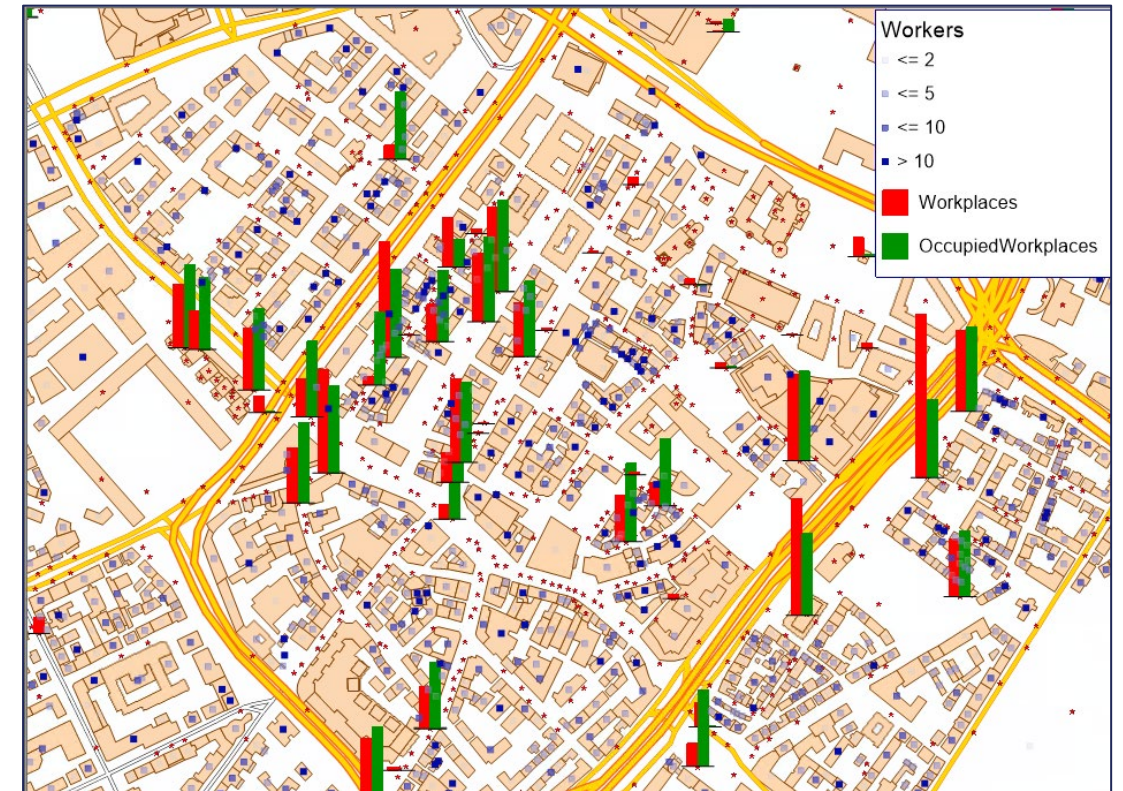 Workers
<= 2
<= 5
<= 10
> 10
Workplaces
OccupiedWorkplaces